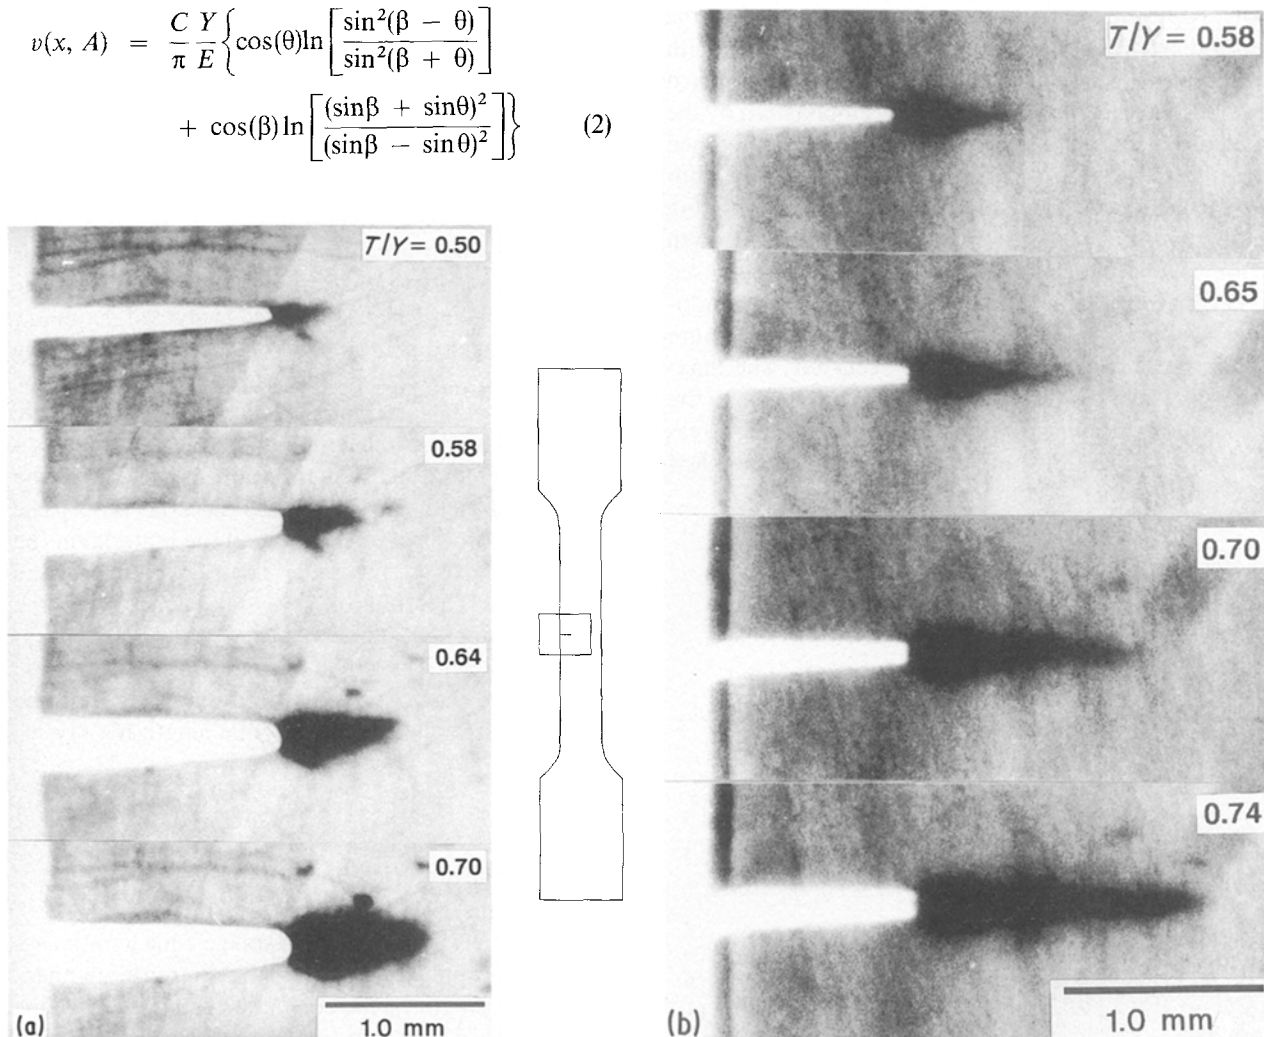 v(x, A) = C/π Y/E {cos(θ)ln [sin²(β − θ)/sin²(β + θ)]
+ cos(β)ln [(sinβ + sinθ)²/(sinβ − sinθ)²]} (2)
T/Y = 0.50
0.58
0.64
0.70
(a)
1.0 mm
T/Y = 0.58
0.65
0.70
0.74
(b)
1.0 mm